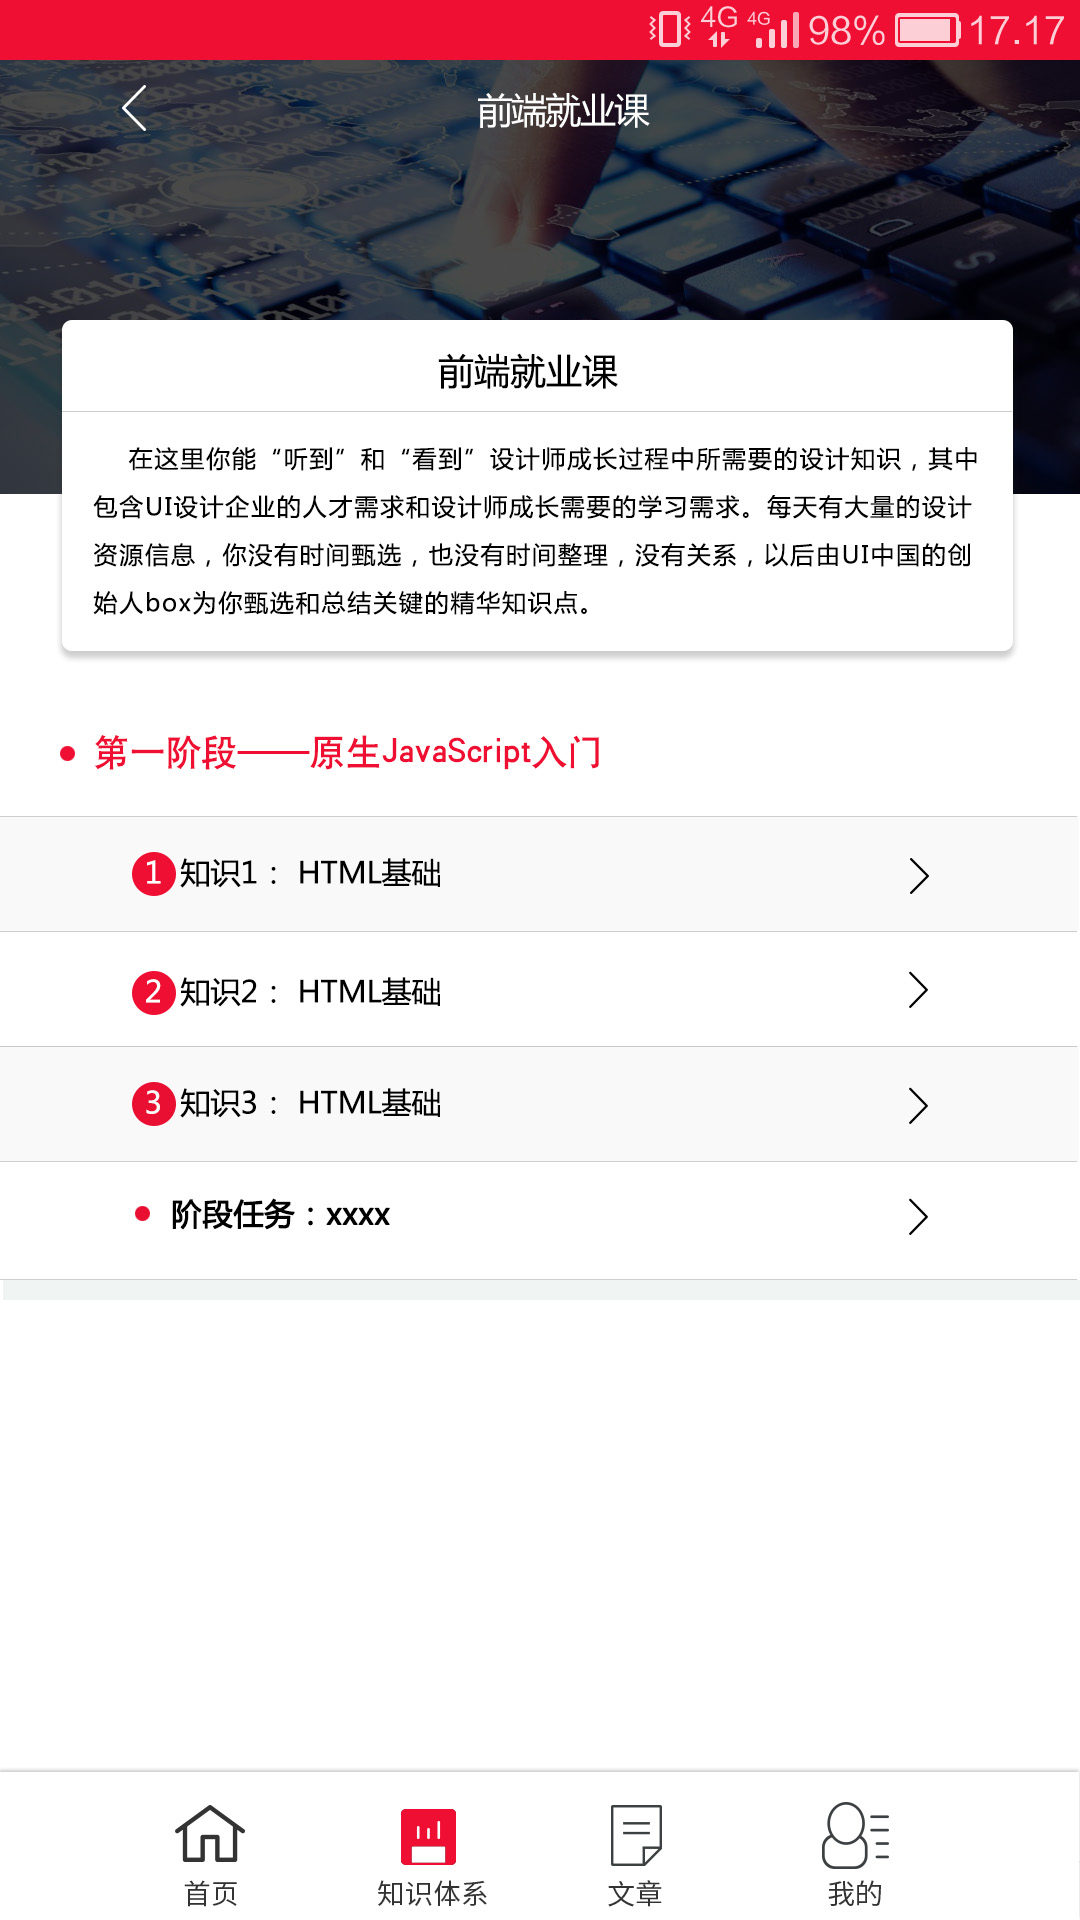 4G 4G 98% 17.17
前端就业课
前端就业课
在这里你能“听到”和“看到”设计师成长过程中所需要的设计知识，其中
包含UI设计企业的人才需求和设计师成长需要的学习需求。每天有大量的设计
资源信息，你没有时间甄选，也没有时间整理，没有关系，以后由UI中国的创
始人box为你甄选和总结关键的精华知识点。
第一阶段——原生JavaScript入门
1 知识1： HTML基础
2 知识2： HTML基础
3 知识3： HTML基础
阶段任务：xxxx
首页 知识体系 文章 我的